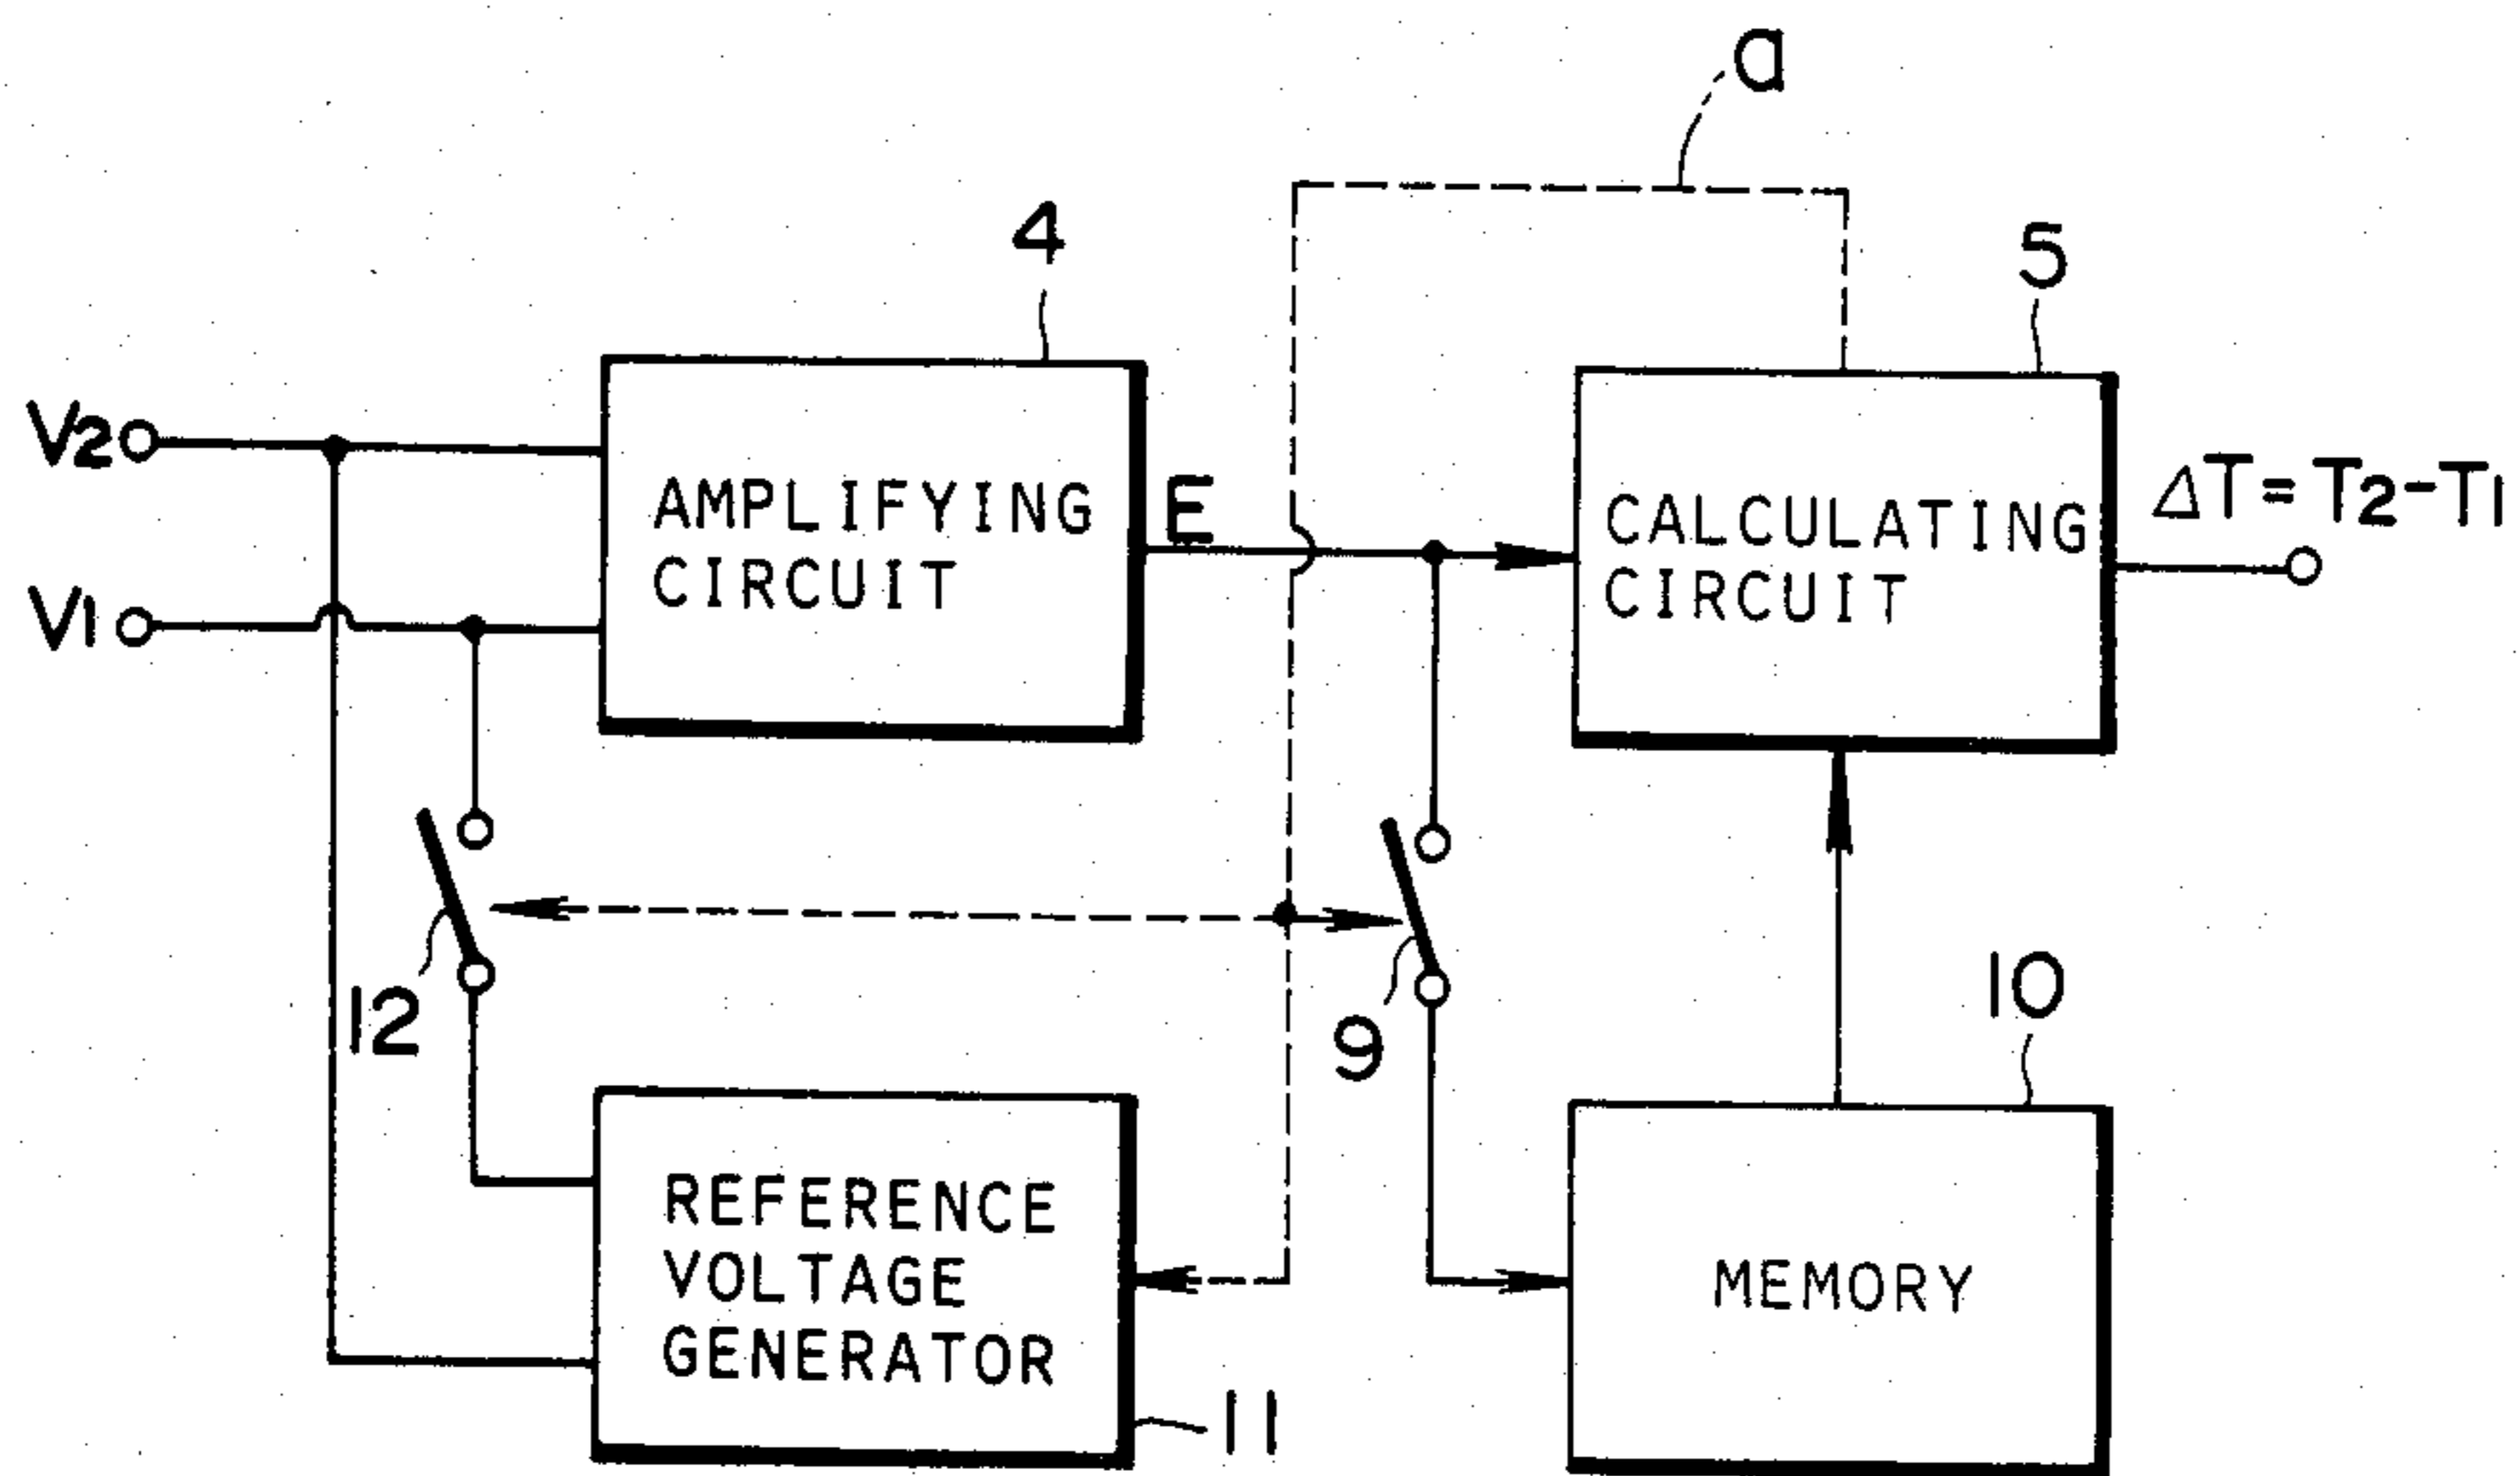 a
4
5
V2
AMPLIFYING
CIRCUIT
E
CALCULATING
CIRCUIT
ΔT=T2-T1
V1
12
9
10
REFERENCE
VOLTAGE
GENERATOR
MEMORY
11